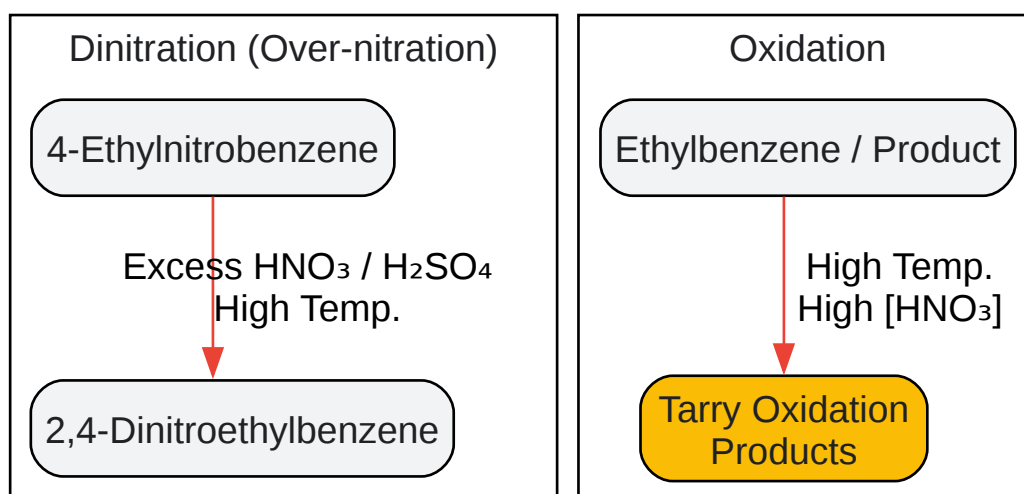 Dinitration (Over-nitration)
4-Ethylnitrobenzene
Excess HNO₃ / H₂SO₄
High Temp.
2,4-Dinitroethylbenzene
Oxidation
Ethylbenzene / Product
High Temp.
High [HNO₃]
Tarry Oxidation
Products